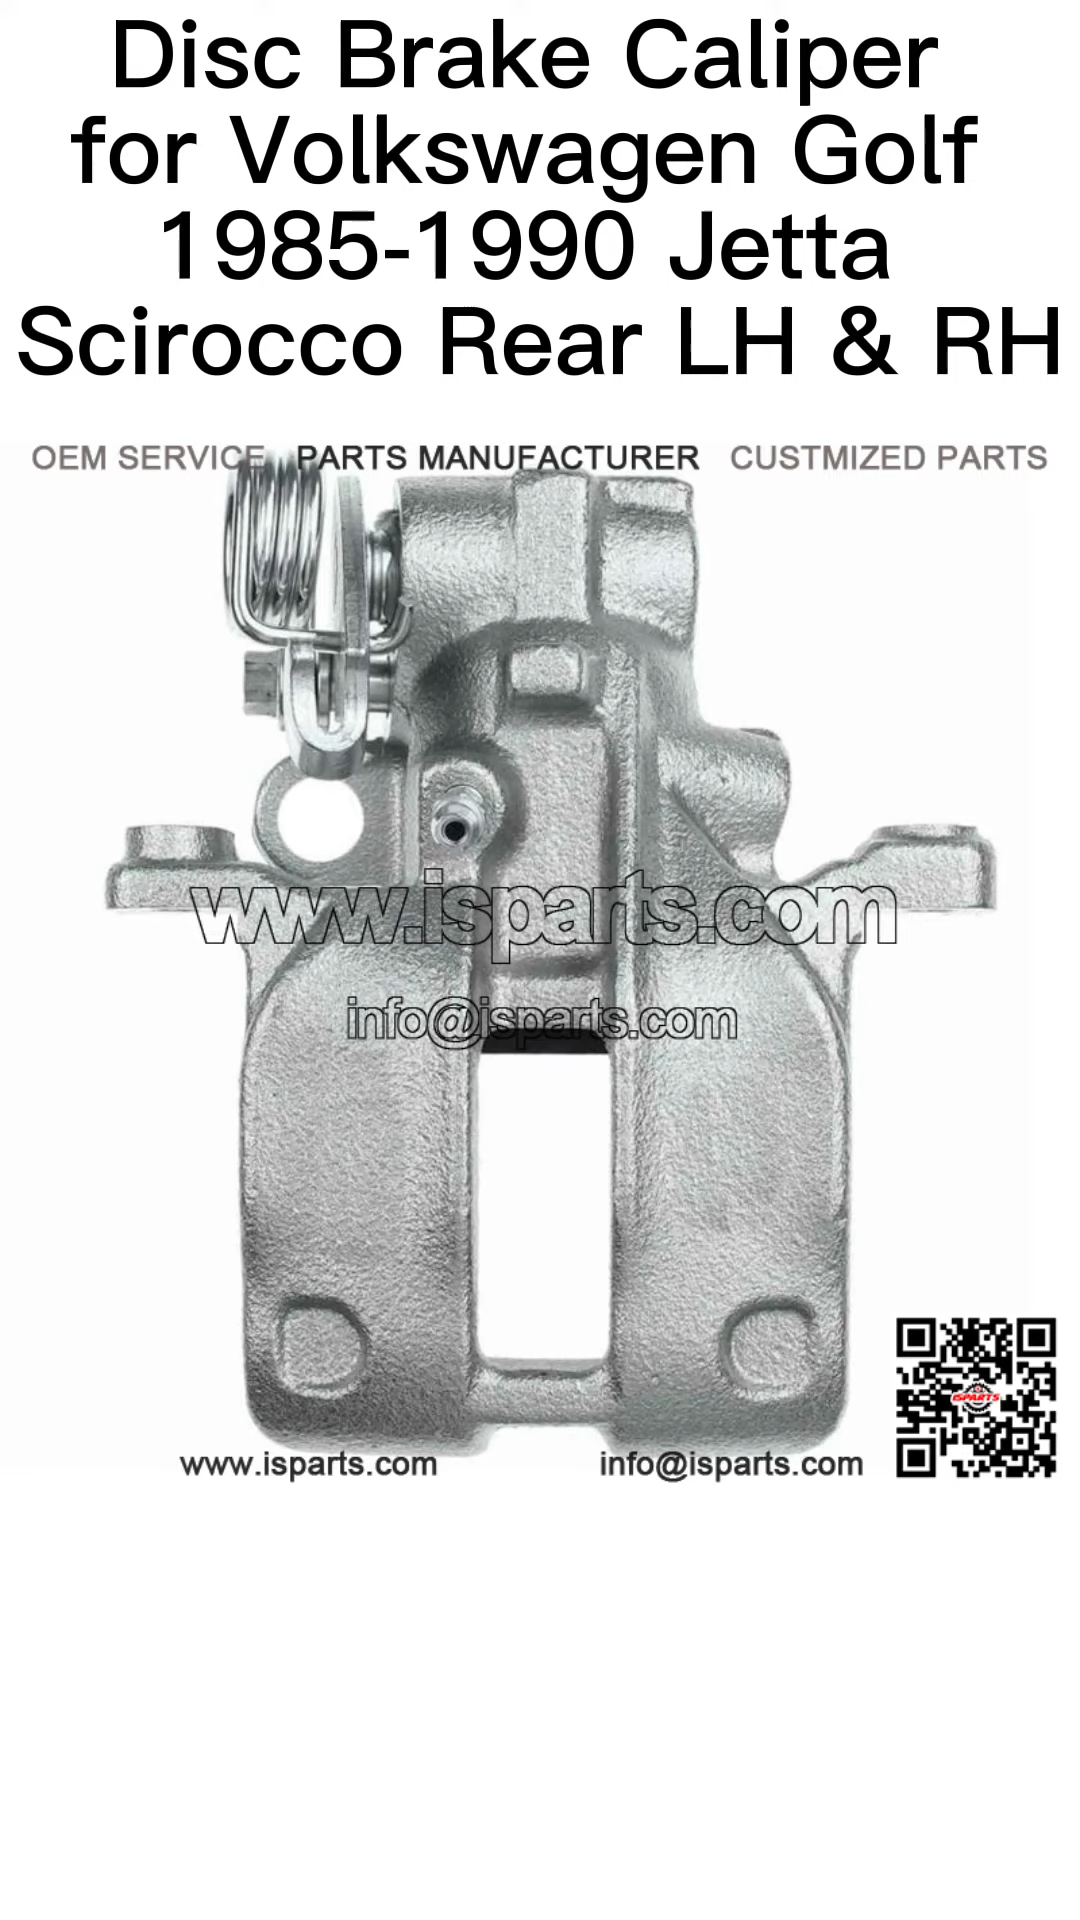 Disc Brake Caliper
for Volkswagen Golf
1985-1990 Jetta
Scirocco Rear LH & RH
OEM SERVICE PARTS MANUFACTURER CUSTMIZED PARTS
www.isparts.com
info@isparts.com
ISPARTS
www.isparts.com info@isparts.com